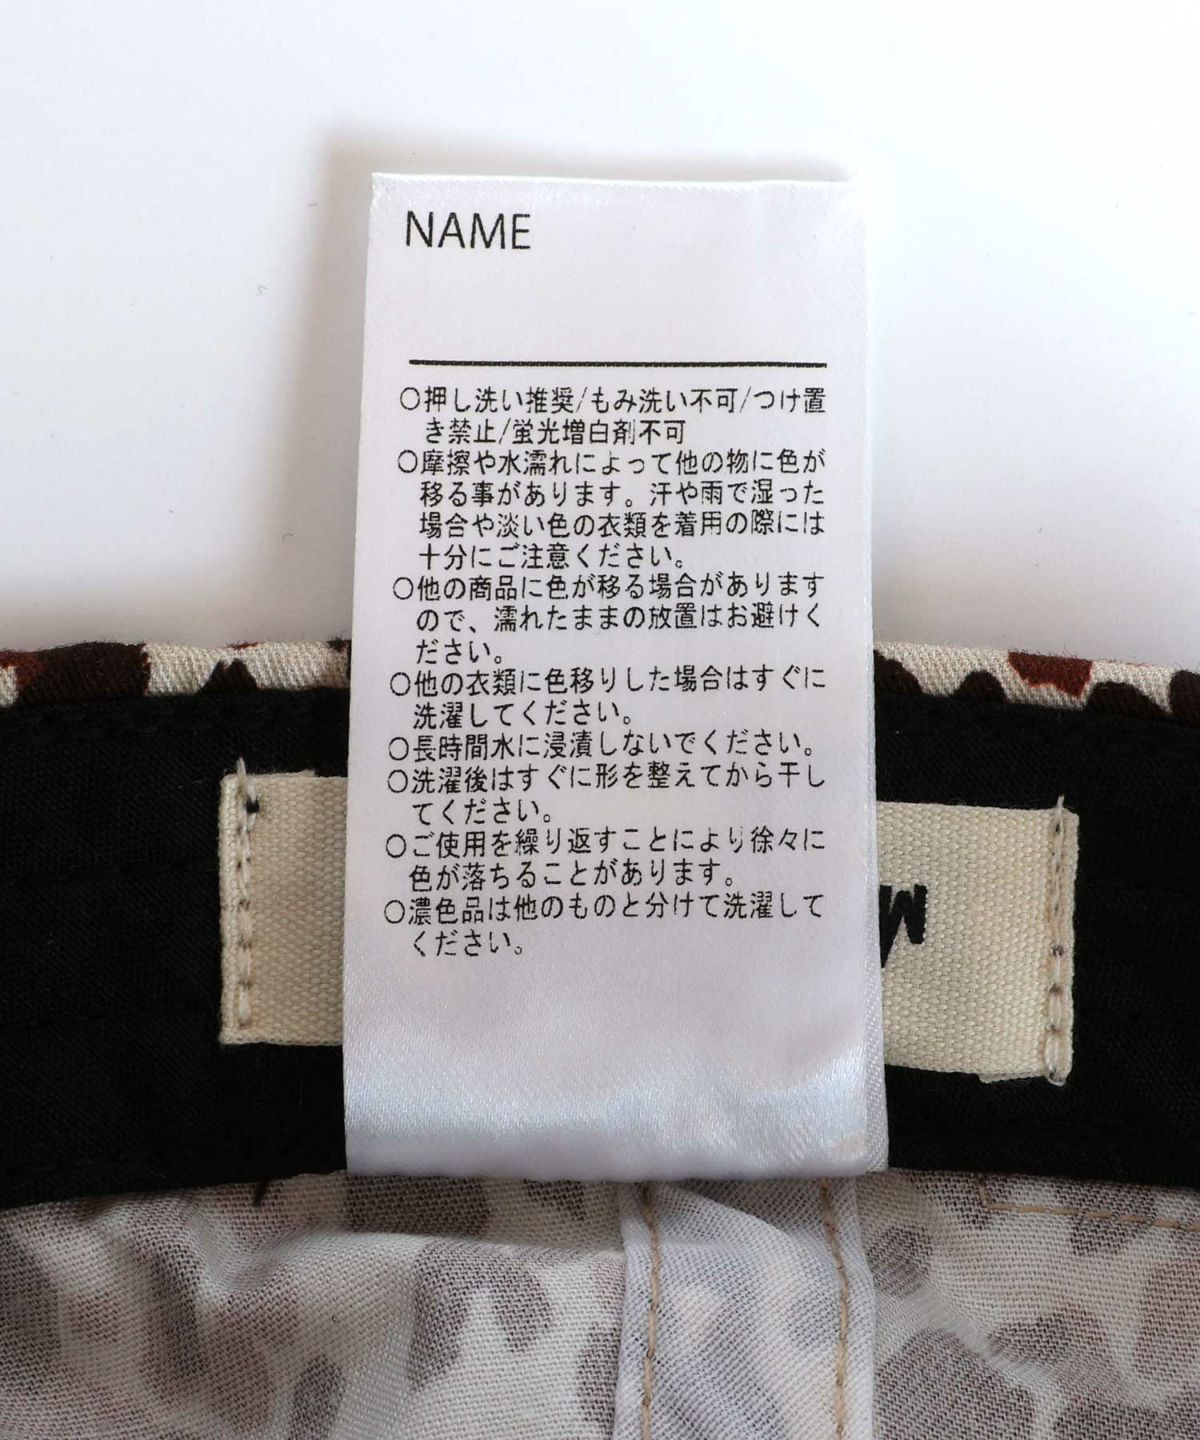 NAME
○押し洗い推奨/もみ洗い不可/つけ置
き禁止/蛍光増白剤不可
○摩擦や水濡れによって他の物に色が
移る事があります。汗や雨で湿った
場合や淡い色の衣類を着用の際には
十分にご注意ください。
○他の商品に色が移る場合があります
ので、濡れたままの放置はお避けく
ださい。
○他の衣類に色移りした場合はすぐに
洗濯してください。
○長時間水に浸漬しないでください。
○洗濯後はすぐに形を整えてから干し
てください。
○ご使用を繰り返すことにより徐々に
色が落ちることがあります。
○濃色品は他のものと分けて洗濯して
ください。